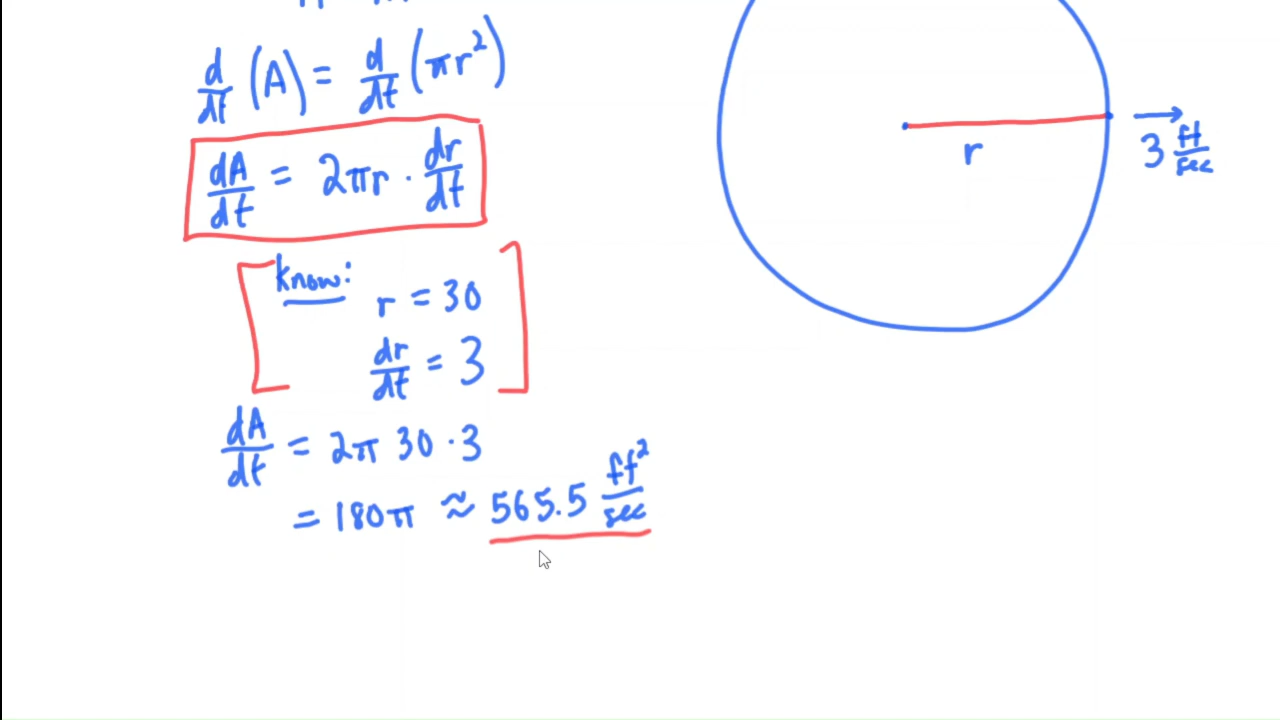 d/dt (A) = d/dt (πr²)
dA/dt = 2πr · dr/dt
r
3 ft/sec
know:
r = 30
dr/dt = 3
dA/dt = 2π 30 · 3
= 180π ≈ 565.5 ft²/sec